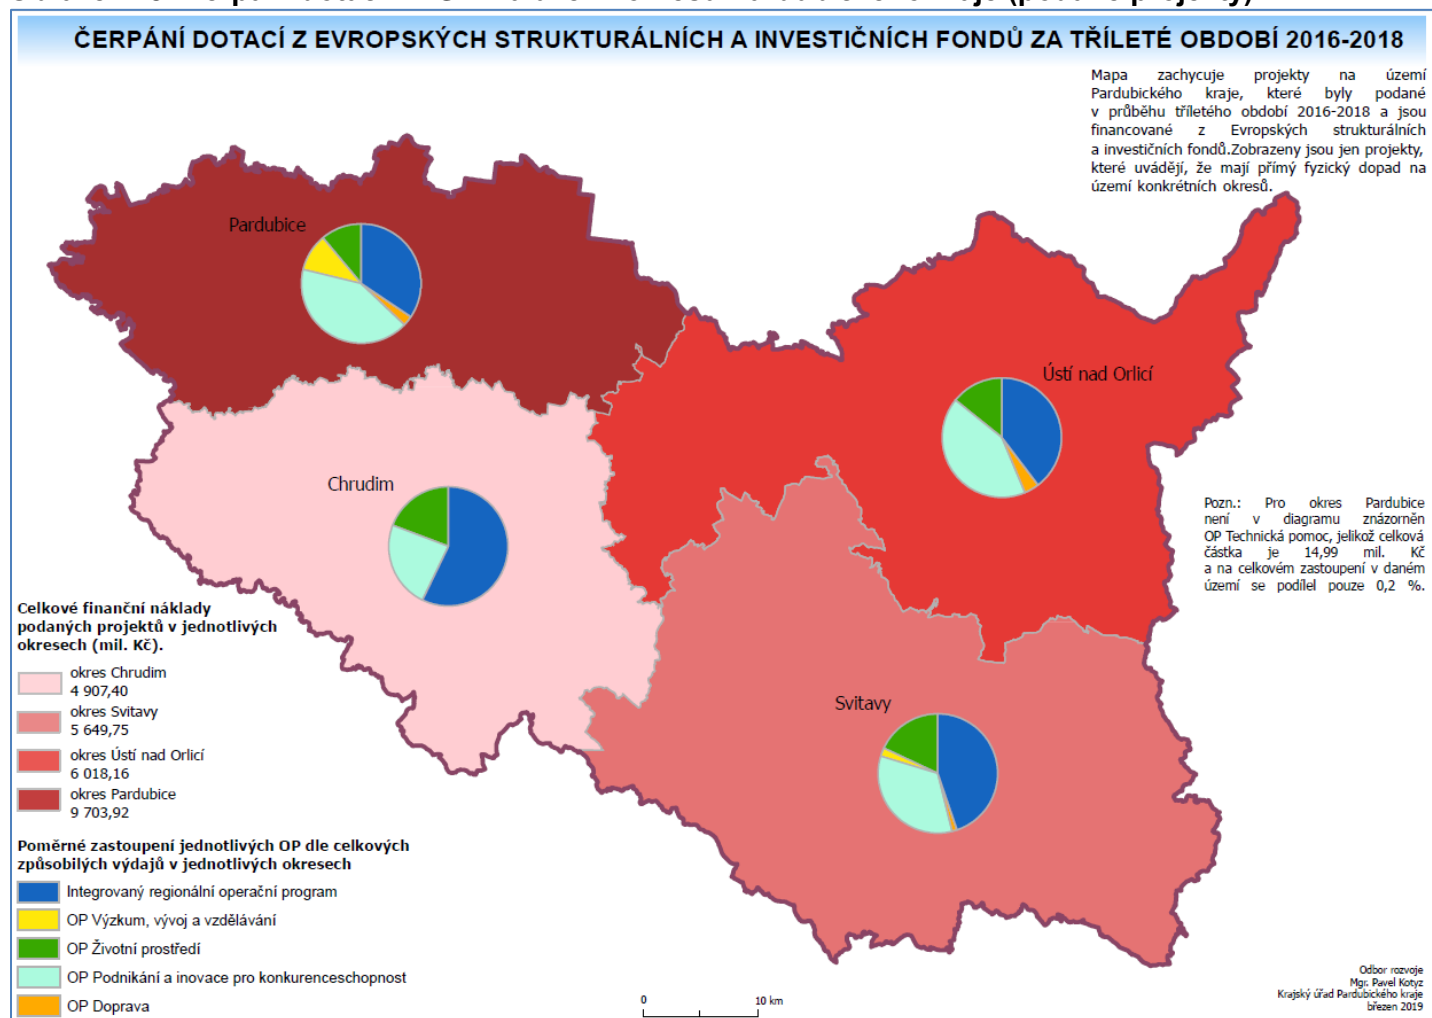 ČERPÁNÍ DOTACÍ Z EVROPSKÝCH STRUKTURÁLNÍCH A INVESTIČNÍCH FONDŮ ZA TŘÍLETÉ OBDOBÍ 2016-2018
Mapa zachycuje projekty na území
Pardubického kraje, které byly podané
v průběhu tříletého období 2016-2018 a jsou
financované z Evropských strukturálních
a investičních fondů.Zobrazeny jsou jen projekty,
které uvádějí, že mají přímý fyzický dopad na
území konkrétních okresů.
Pardubice
Ústí nad Orlicí
Chrudim
Svitavy
Pozn.: Pro okres Pardubice
není v diagramu znázorněn
OP Technická pomoc, jelikož celková
částka je 14,99 mil. Kč
a na celkovém zastoupení v daném
území se podílel pouze 0,2 %.
Celkové finanční náklady
podaných projektů v jednotlivých
okresech (mil. Kč).
okres Chrudim
4 907,40
okres Svitavy
5 649,75
okres Ústí nad Orlicí
6 018,16
okres Pardubice
9 703,92
Poměrné zastoupení jednotlivých OP dle celkových
způsobilých výdajů v jednotlivých okresech
Integrovaný regionální operační program
OP Výzkum, vývoj a vzdělávání
OP Životní prostředí
OP Podnikání a inovace pro konkurenceschopnost
OP Doprava
0 10 km
Odbor rozvoje
Mgr. Pavel Kotyz
Krajský úřad Pardubického kraje
březen 2019